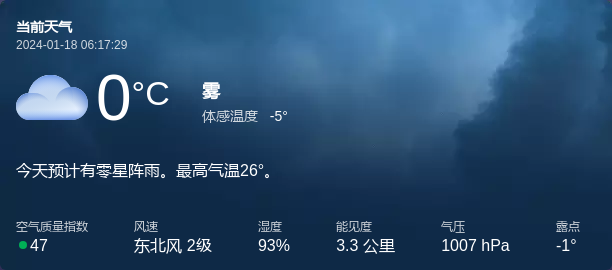 当前天气
2024-01-18 06:17:29
0°C
雾
体感温度 -5°
今天预计有零星阵雨。最高气温26°。
空气质量指数 风速 湿度 能见度 气压 露点
47 东北风 2级 93% 3.3 公里 1007 hPa -1°